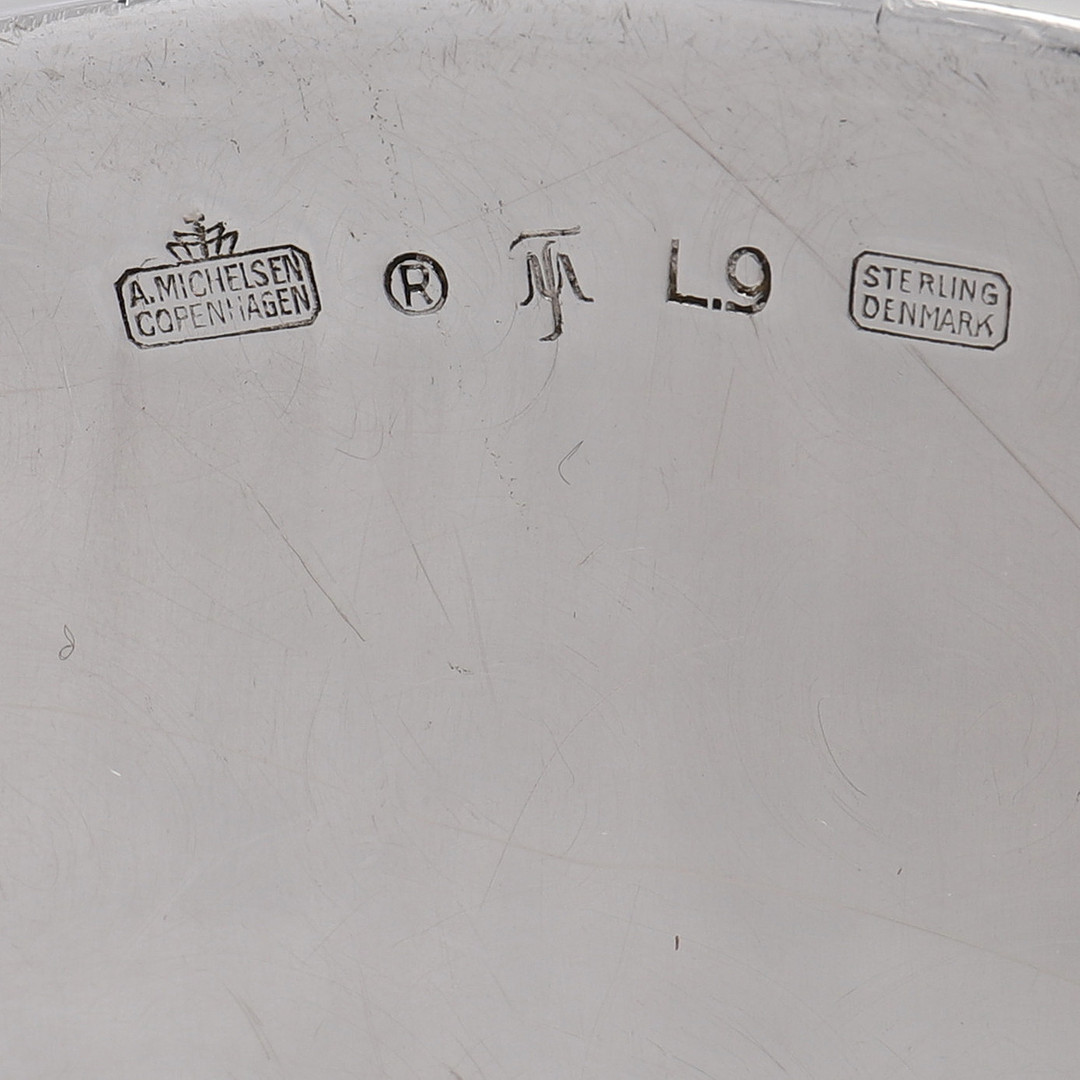 A. MICHELSEN
COPENHAGEN
®
L.9
STERLING
DENMARK